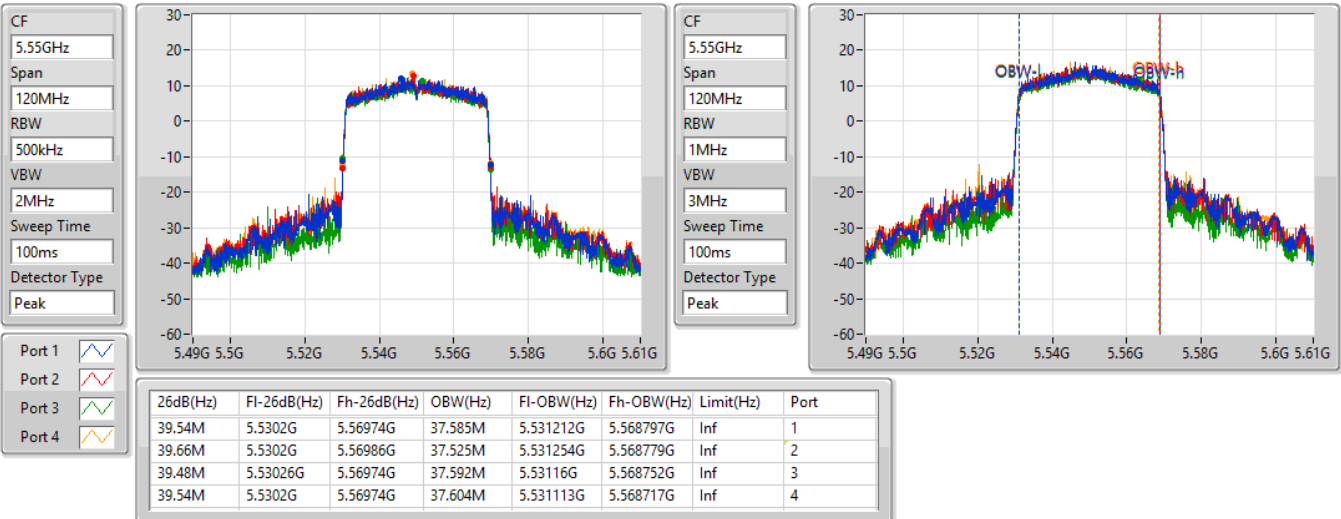 CF
5.55GHz
Span
120MHz
RBW
500kHz
VBW
2MHz
Sweep Time
100ms
Detector Type
Peak
Port 1
Port 2
Port 3
Port 4
30
20
10
0
-10
-20
-30
-40
-50
-60
5.49G 5.5G 5.52G 5.54G 5.56G 5.58G 5.6G 5.61G
CF
5.55GHz
Span
120MHz
RBW
1MHz
VBW
3MHz
Sweep Time
100ms
Detector Type
Peak
30
20
10
0
-10
-20
-30
-40
-50
-60
OBW-l OBW-h
5.49G 5.5G 5.52G 5.54G 5.56G 5.58G 5.6G 5.61G
26dB(Hz) Fl-26dB(Hz) Fh-26dB(Hz) OBW(Hz) Fl-OBW(Hz) Fh-OBW(Hz) Limit(Hz) Port
39.54M 5.5302G 5.56974G 37.585M 5.531212G 5.568797G Inf 1
39.66M 5.5302G 5.56986G 37.525M 5.531254G 5.568779G Inf 2
39.48M 5.53026G 5.56974G 37.592M 5.53116G 5.568752G Inf 3
39.54M 5.5302G 5.56974G 37.604M 5.531113G 5.568717G Inf 4